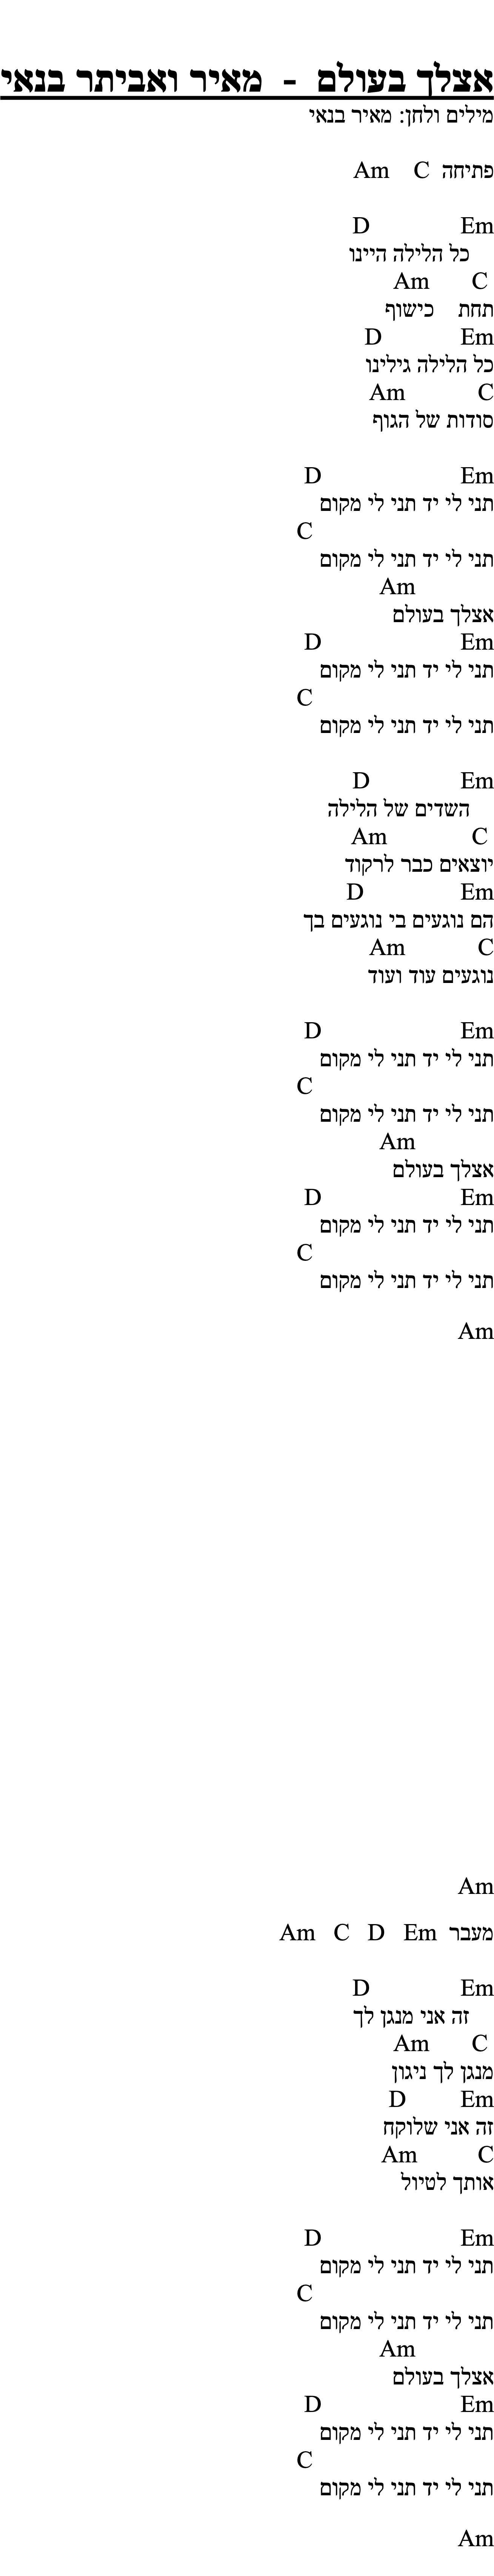 אצלך בעולם - מאיר ואביתר בנאי
מילים ולחן: מאיר בנאי
פתיחה Am C
D Em
כל הלילה היינו
Am C
תחת כישוף
D Em
כל הלילה גילינו
Am C
סודות של הגוף
D Em
תני לי יד תני לי מקום
C
תני לי יד תני לי מקום
Am
אצלך בעולם
D Em
תני לי יד תני לי מקום
C
תני לי יד תני לי מקום
D Em
השדים של הלילה
Am C
יוצאים כבר לרקוד
D Em
הם נוגעים בי נוגעים בך
Am C
נוגעים עוד ועוד
D Em
תני לי יד תני לי מקום
C
תני לי יד תני לי מקום
Am
אצלך בעולם
D Em
תני לי יד תני לי מקום
C
תני לי יד תני לי מקום
Am
Am
מעבר Am C D Em
D Em
זה אני מנגן לך
Am C
מנגן לך ניגון
D Em
זה אני שלוקח
Am C
אותך לטיול
D Em
תני לי יד תני לי מקום
C
תני לי יד תני לי מקום
Am
אצלך בעולם
D Em
תני לי יד תני לי מקום
C
תני לי יד תני לי מקום
Am